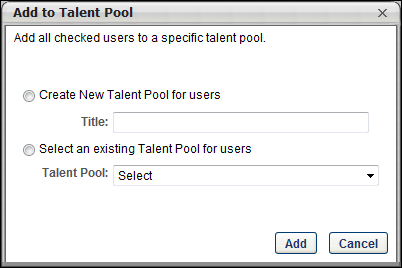 Add to Talent Pool
Add all checked users to a specific talent pool.
Create New Talent Pool for users
Title:
Select an existing Talent Pool for users
Talent Pool: Select
Add Cancel